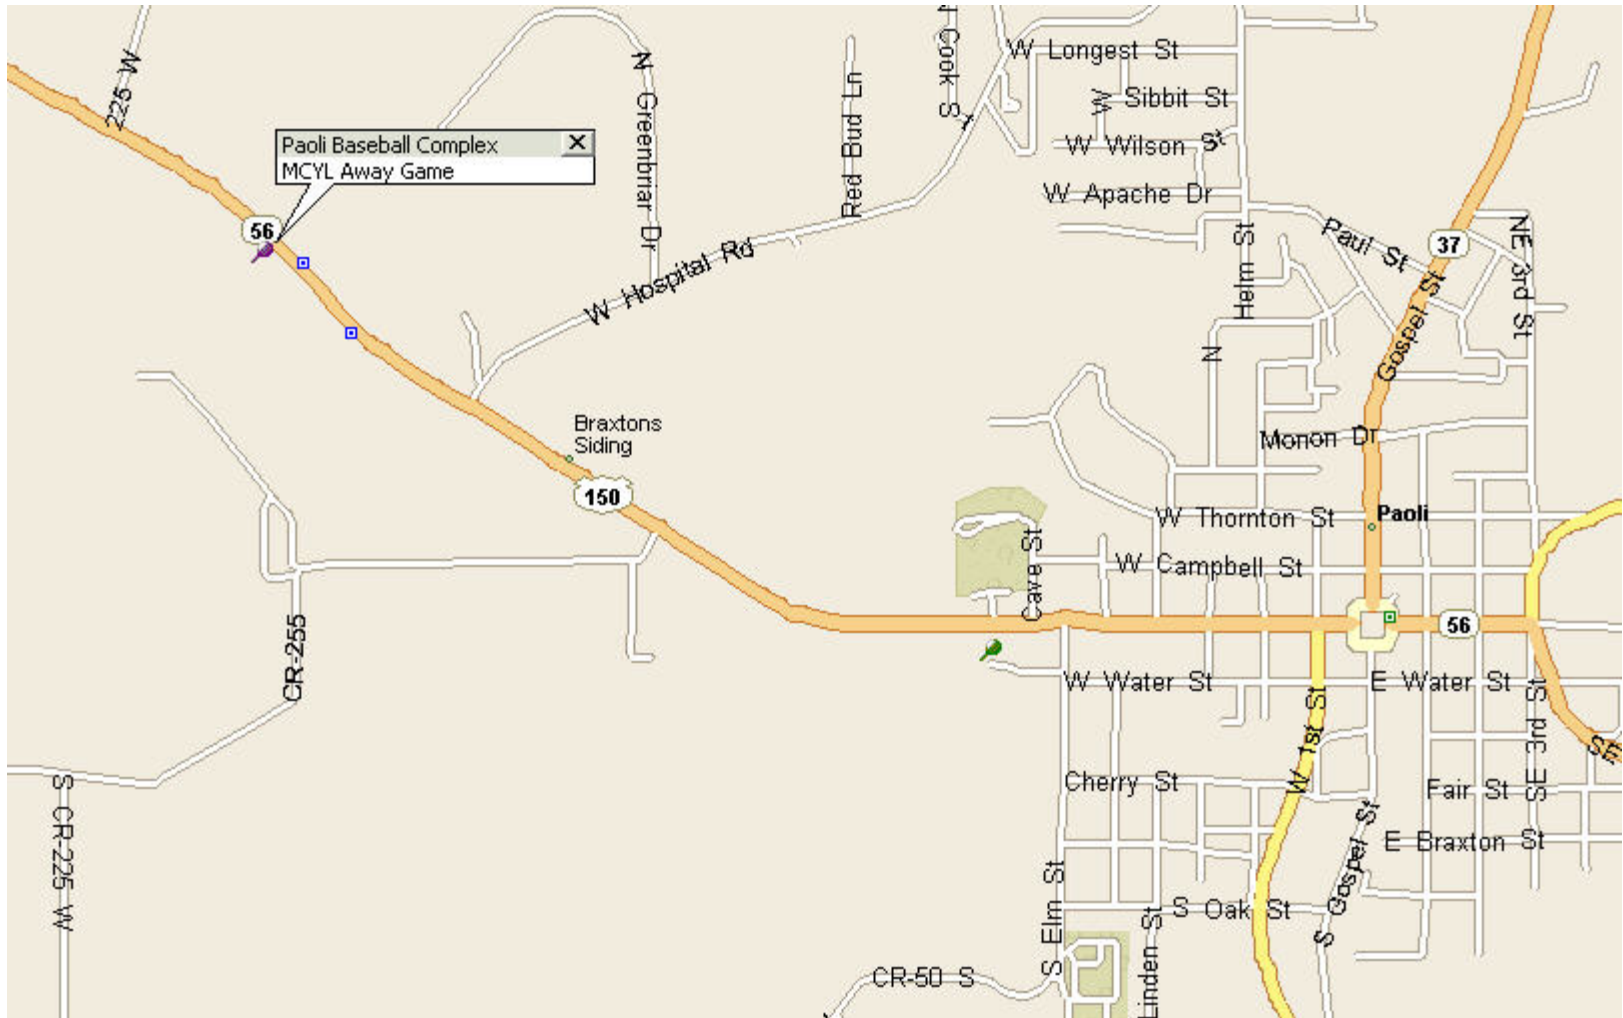 225 W
N Greenbriar Dr
Red Bud Ln
N Cook St
W Longest St
W Sibbit St
W Wilson St
W Apache Dr
Paoli Baseball Complex
MCYL Away Game
56
W Hospital Rd
N
Helm St
Paul St
37
NE 3rd St
Gospel St
Braxtons
Siding
150
Monon Dr
W Thornton St
Paoli
Cave St
W Campbell St
56
CR-255
W Water St
E Water St
W 1st St
SE 3rd St
SE
S CR-225 W
Cherry St
Fair St
S Gospel St
E Braxton St
S Elm St
S Oak St
Linden St
CR-50 S